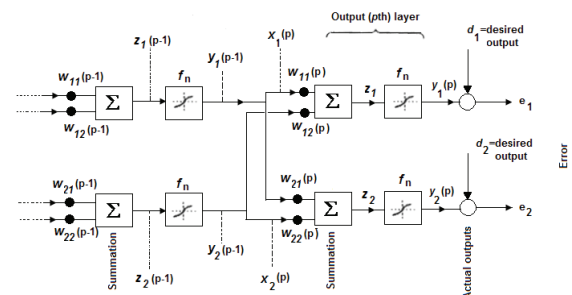 Output (pth) layer
z1 (p-1)
x1 (p)
d1=desired
output
y1 (p-1)
w11 (p-1)
fn
w11 (p)
z1
fn
y1 (p)
Σ
Σ
e1
w12 (p-1)
w12 (p)
d2=desired
output
Error
w21 (p-1)
fn
w21 (p)
z2
fn
y2 (p)
Σ
Σ
e2
w22 (p-1)
w22 (p)
y2 (p-1)
z2 (p-1)
x2 (p)
Summation
Summation
Actual outputs